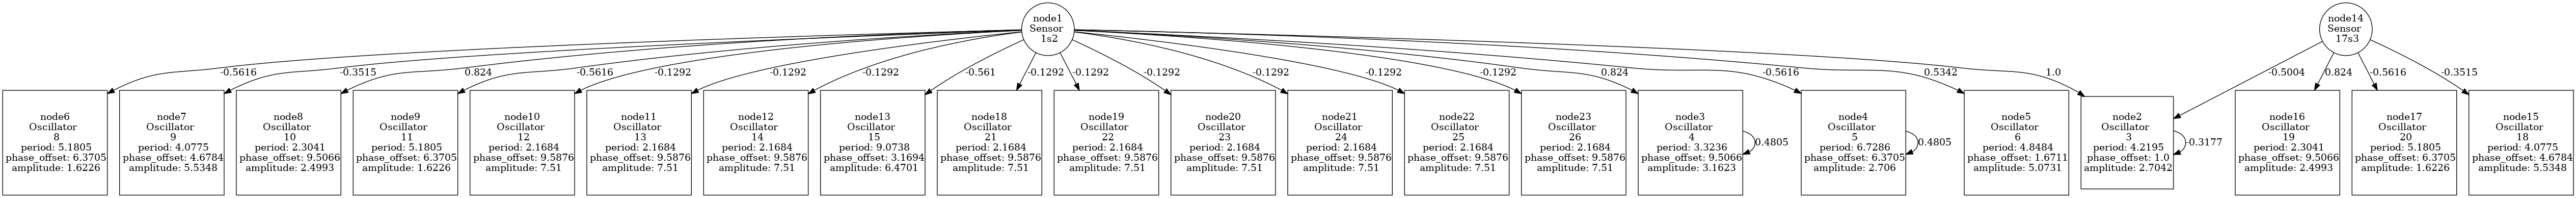 node1
Sensor
1s2
node14
Sensor
17s3
-0.5616
-0.3515
0.824
-0.5616
-0.1292
-0.1292
-0.1292
-0.561
-0.1292
-0.1292
-0.1292
-0.1292
-0.1292
-0.1292
0.824
-0.5616
0.5342
1.0
-0.5004
0.824
-0.5616
-0.3515
node6
Oscillator
8
period: 5.1805
phase_offset: 6.3705
amplitude: 1.6226
node7
Oscillator
9
period: 4.0775
phase_offset: 4.6784
amplitude: 5.5348
node8
Oscillator
10
period: 2.3041
phase_offset: 9.5066
amplitude: 2.4993
node9
Oscillator
11
period: 5.1805
phase_offset: 6.3705
amplitude: 1.6226
node10
Oscillator
12
period: 2.1684
phase_offset: 9.5876
amplitude: 7.51
node11
Oscillator
13
period: 2.1684
phase_offset: 9.5876
amplitude: 7.51
node12
Oscillator
14
period: 2.1684
phase_offset: 9.5876
amplitude: 7.51
node13
Oscillator
15
period: 9.0738
phase_offset: 3.1694
amplitude: 6.4701
node18
Oscillator
21
period: 2.1684
phase_offset: 9.5876
amplitude: 7.51
node19
Oscillator
22
period: 2.1684
phase_offset: 9.5876
amplitude: 7.51
node20
Oscillator
23
period: 2.1684
phase_offset: 9.5876
amplitude: 7.51
node21
Oscillator
24
period: 2.1684
phase_offset: 9.5876
amplitude: 7.51
node22
Oscillator
25
period: 2.1684
phase_offset: 9.5876
amplitude: 7.51
node23
Oscillator
26
period: 2.1684
phase_offset: 9.5876
amplitude: 7.51
node3
Oscillator
4
period: 3.3236
phase_offset: 9.5066
amplitude: 3.1623
0.4805
node4
Oscillator
5
period: 6.7286
phase_offset: 6.3705
amplitude: 2.706
0.4805
node5
Oscillator
6
period: 4.8484
phase_offset: 1.6711
amplitude: 5.0731
node2
Oscillator
3
period: 4.2195
phase_offset: 1.0
amplitude: 2.7042
-0.3177
node16
Oscillator
19
period: 2.3041
phase_offset: 9.5066
amplitude: 2.4993
node17
Oscillator
20
period: 5.1805
phase_offset: 6.3705
amplitude: 1.6226
node15
Oscillator
18
period: 4.0775
phase_offset: 4.6784
amplitude: 5.5348